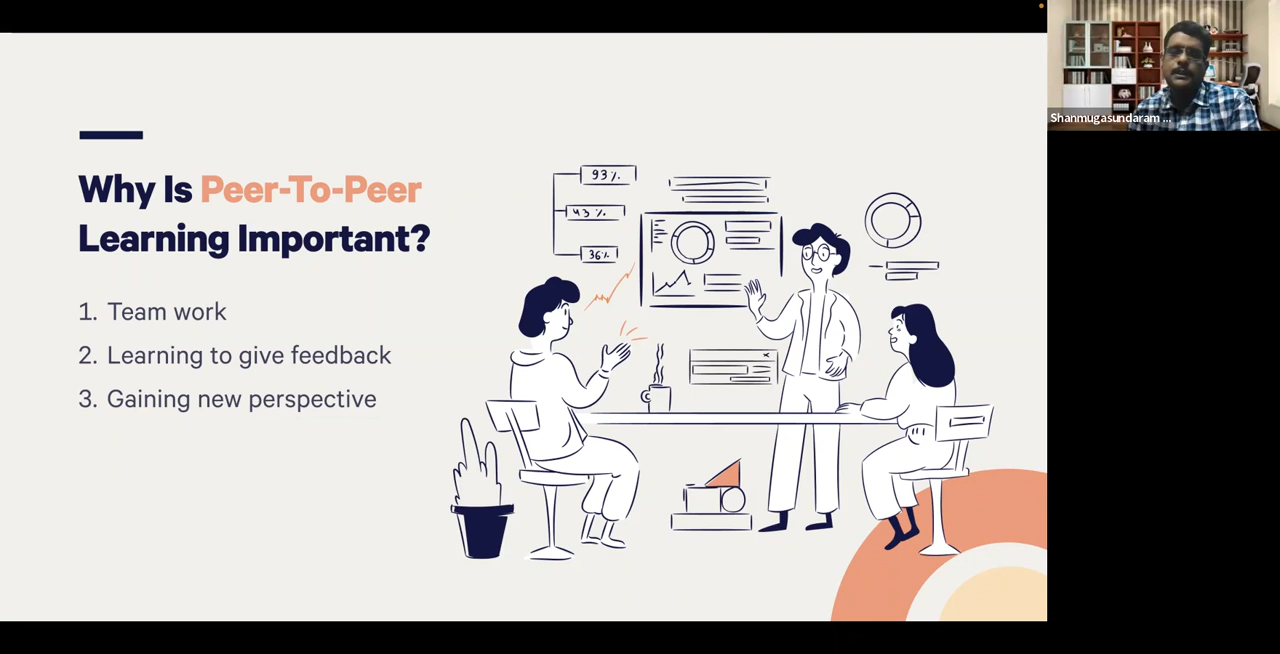 Why Is Peer-To-Peer
Learning Important?
1. Team work
2. Learning to give feedback
3. Gaining new perspective
93%
43%
36%
x
Shanmugasundaram ...